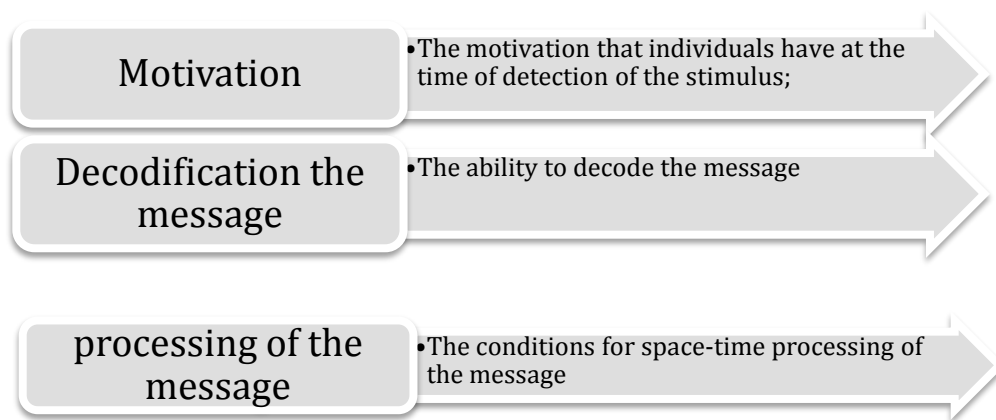 Motivation
•The motivation that individuals have at the
time of detection of the stimulus;
Decodification the
message
•The ability to decode the message
processing of the
message
•The conditions for space-time processing of
the message